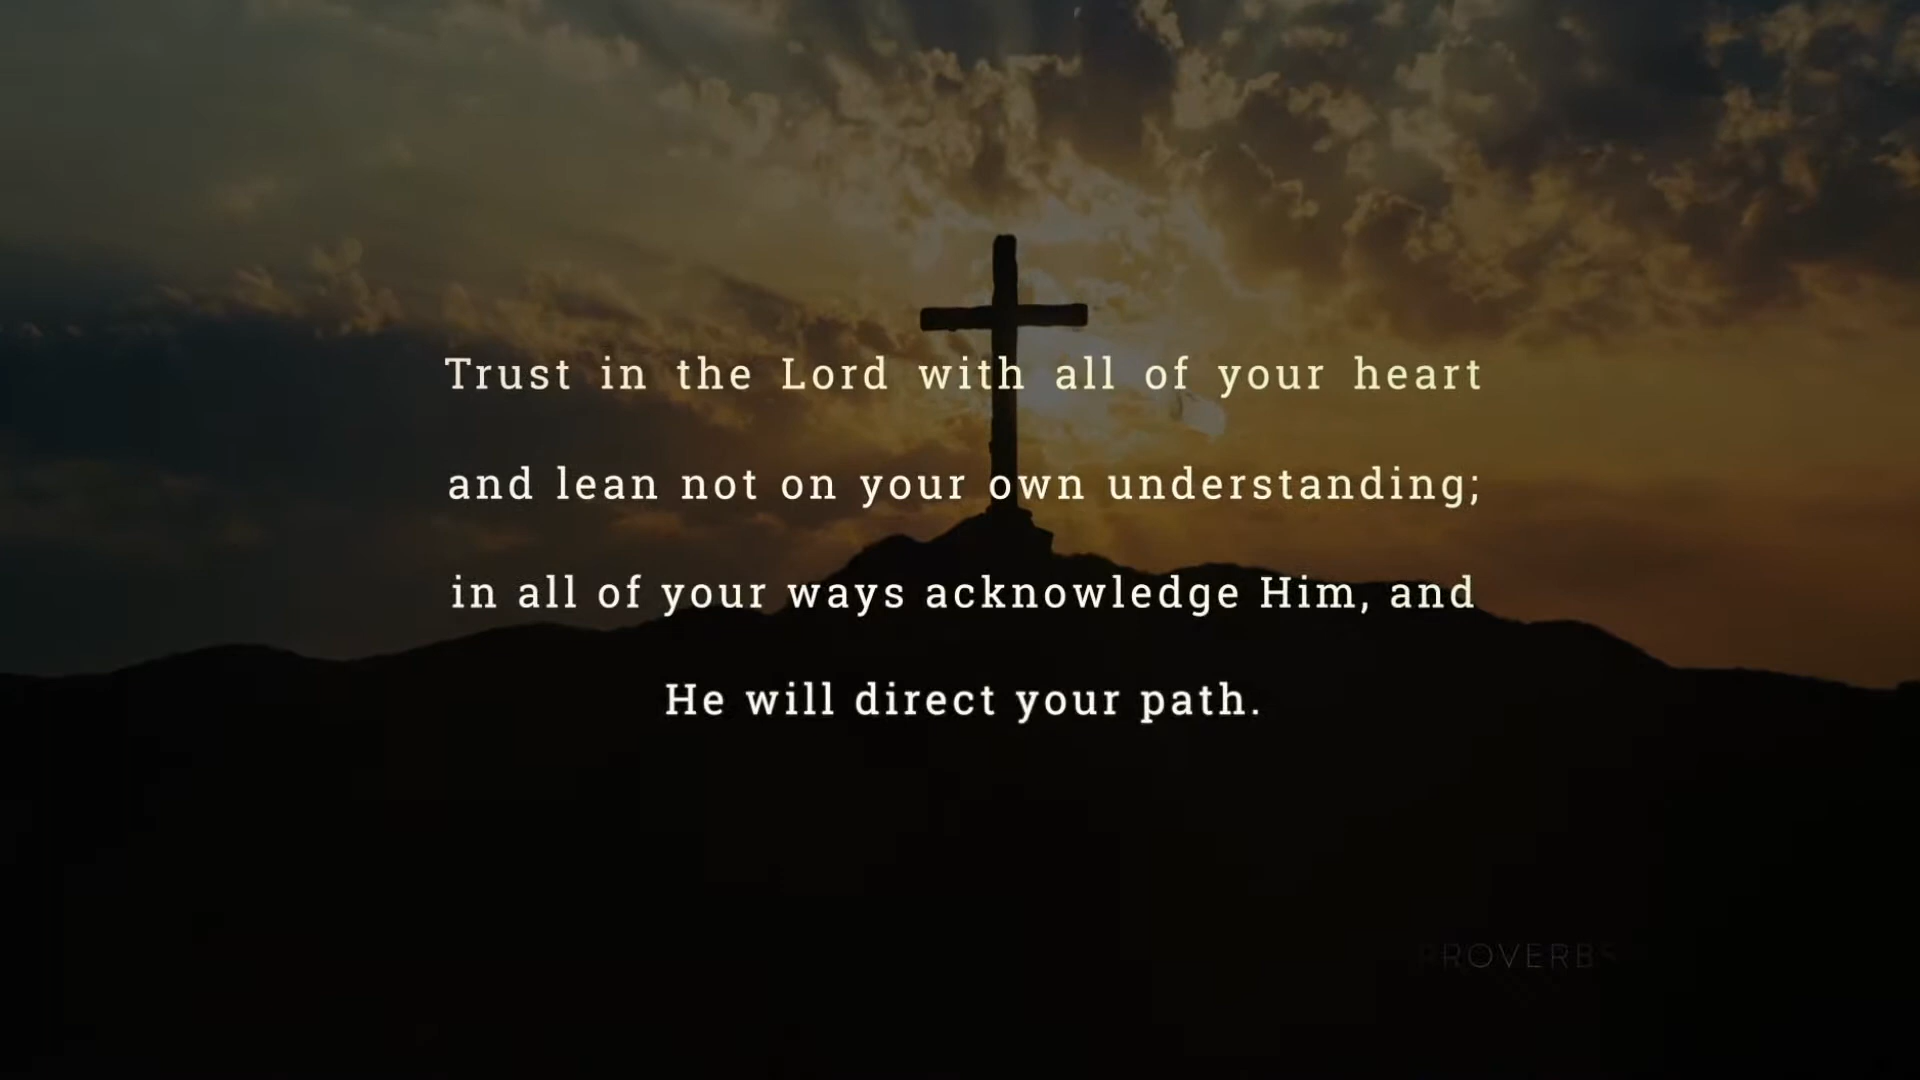 Trust in the Lord with all of your heart
and lean not on your own understanding;
in all of your ways acknowledge Him, and
He will direct your path.
PROVERBS